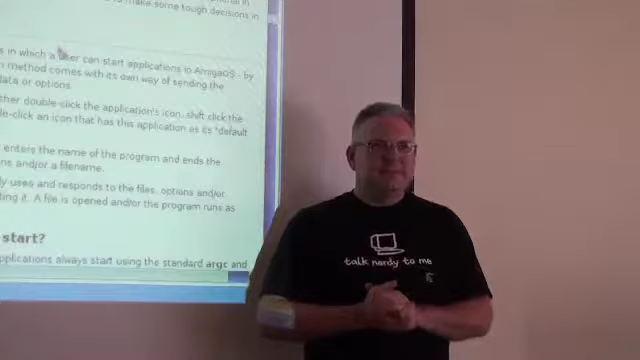 to make some tough decisions in
s in which a user can start applications in AmigaOS - by
method comes with its own way of sending the
data or options.
ther double-click the application's icon, shift click the
le-click an icon that has this application as its "default
enters the name of the program and ends the
ns and/or a filename.
ly uses and responds to the files, options and/or
ting it. A file is opened and/or the program runs as
start?
applications always start using the standard argc and
talk nerdy to me